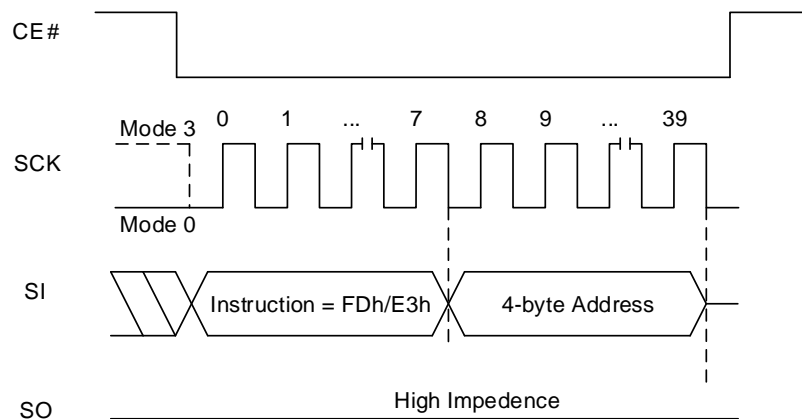 CE#
0 1 ... 7 8 9 ... 39
Mode 3
SCK
Mode 0
SI
Instruction = FDh/E3h
4-byte Address
High Impedence
SO